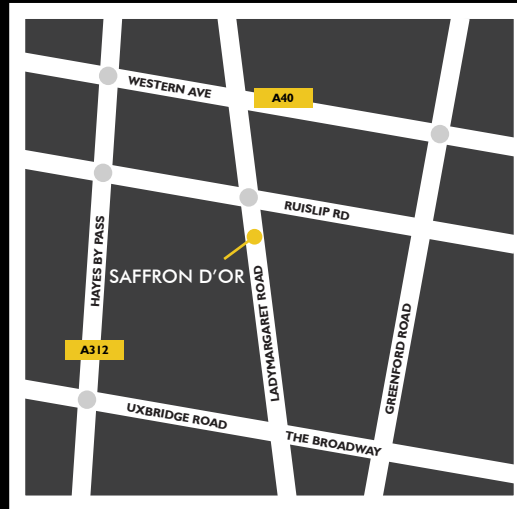 WESTERN AVE
A40
RUISLIP RD
HAYES BY PASS
SAFFRON D'OR
LADYMARGARET ROAD
GREENFORD ROAD
A312
UXBRIDGE ROAD
THE BROADWAY